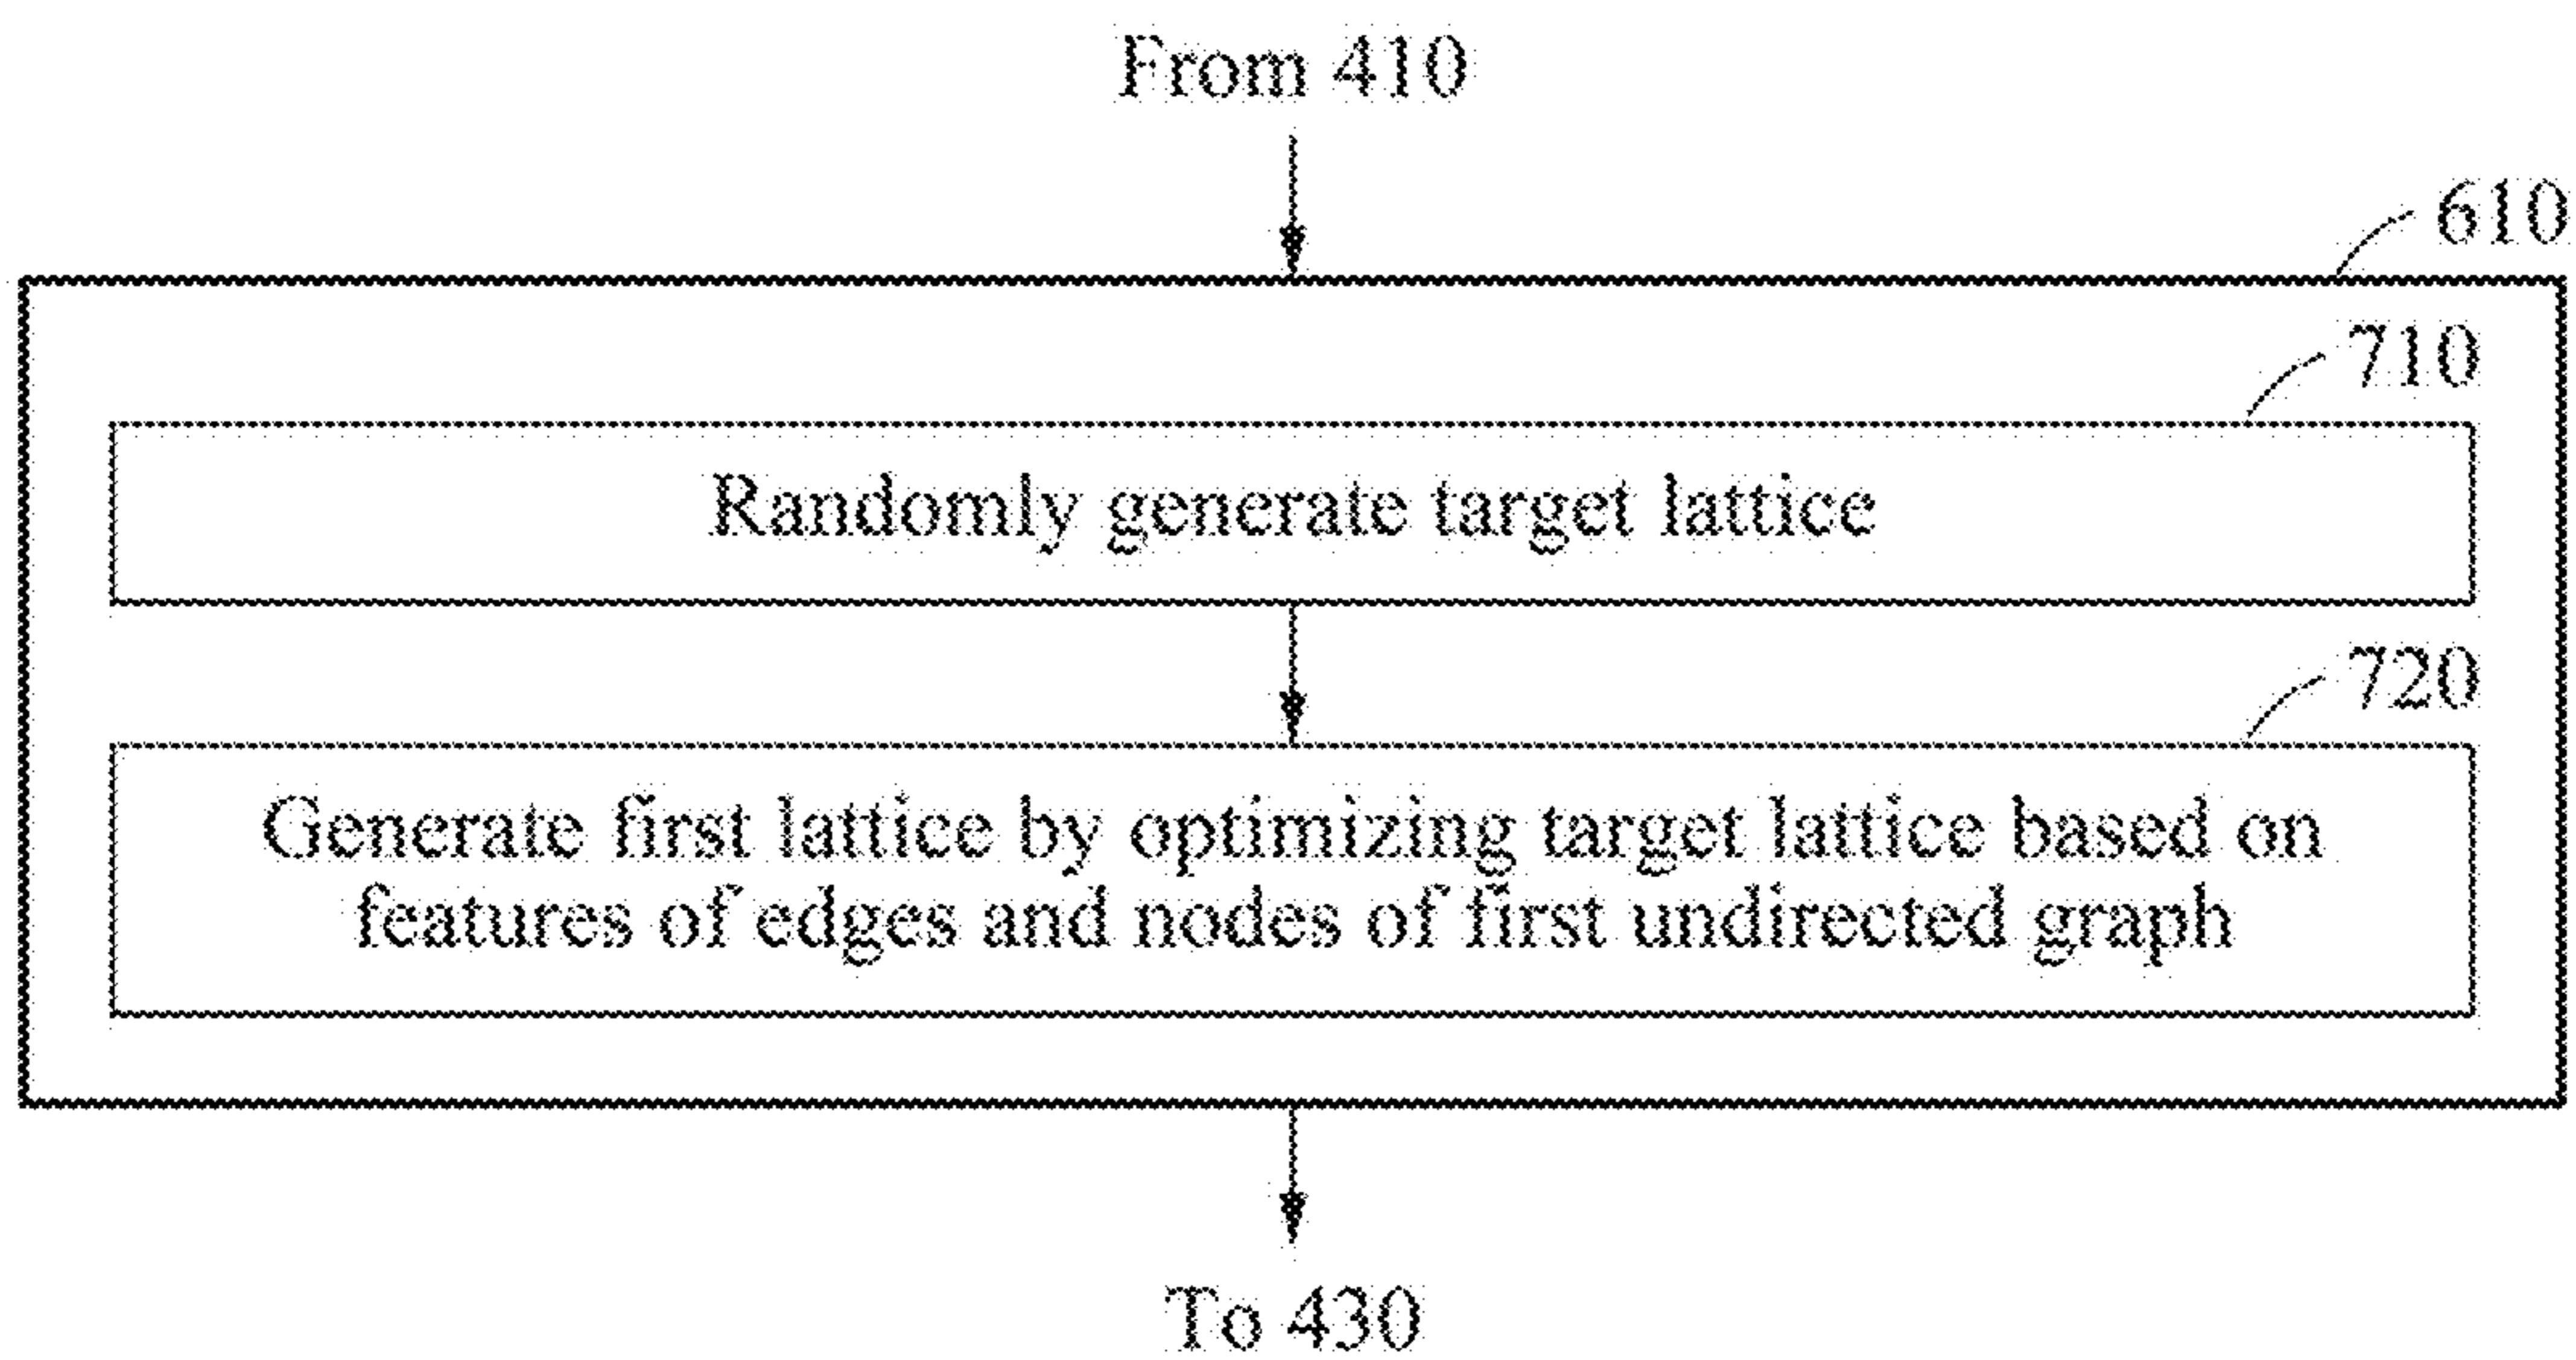 From 410
610
710
Randomly generate target lattice
720
Generate first lattice by optimizing target lattice based on
features of edges and nodes of first undirected graph
To 430